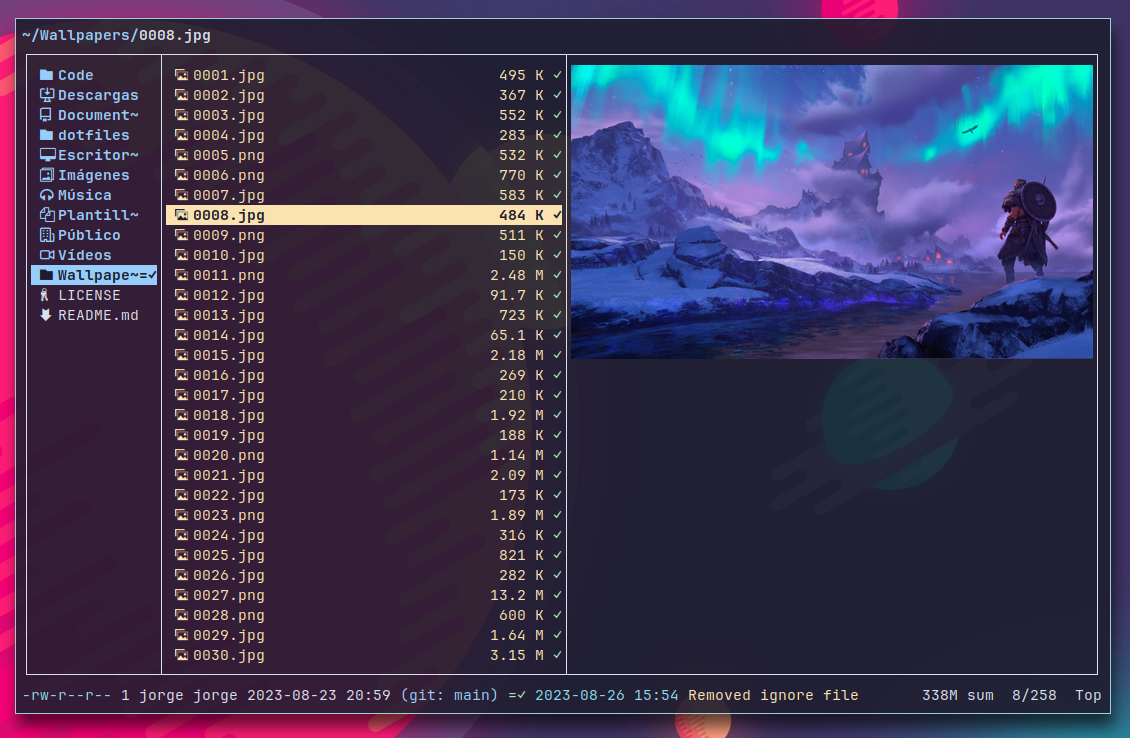 ~/Wallpapers/0008.jpg
Code
Descargas
Document~
dotfiles
Escritor~
Imágenes
Música
Plantill~
Público
Vídeos
Wallpape~=✓
LICENSE
README.md
0001.jpg 495 K ✓
0002.jpg 367 K ✓
0003.jpg 552 K ✓
0004.jpg 283 K ✓
0005.png 532 K ✓
0006.png 770 K ✓
0007.jpg 583 K ✓
0008.jpg 484 K ✓
0009.png 511 K ✓
0010.jpg 150 K ✓
0011.png 2.48 M ✓
0012.jpg 91.7 K ✓
0013.jpg 723 K ✓
0014.jpg 65.1 K ✓
0015.jpg 2.18 M ✓
0016.jpg 269 K ✓
0017.jpg 210 K ✓
0018.jpg 1.92 M ✓
0019.jpg 188 K ✓
0020.png 1.14 M ✓
0021.jpg 2.09 M ✓
0022.jpg 173 K ✓
0023.png 1.89 M ✓
0024.jpg 316 K ✓
0025.jpg 821 K ✓
0026.jpg 282 K ✓
0027.png 13.2 M ✓
0028.png 600 K ✓
0029.jpg 1.64 M ✓
0030.jpg 3.15 M ✓
-rw-r--r-- 1 jorge jorge 2023-08-23 20:59 (git: main) =✓ 2023-08-26 15:54 Removed ignore file 338M sum 8/258 Top